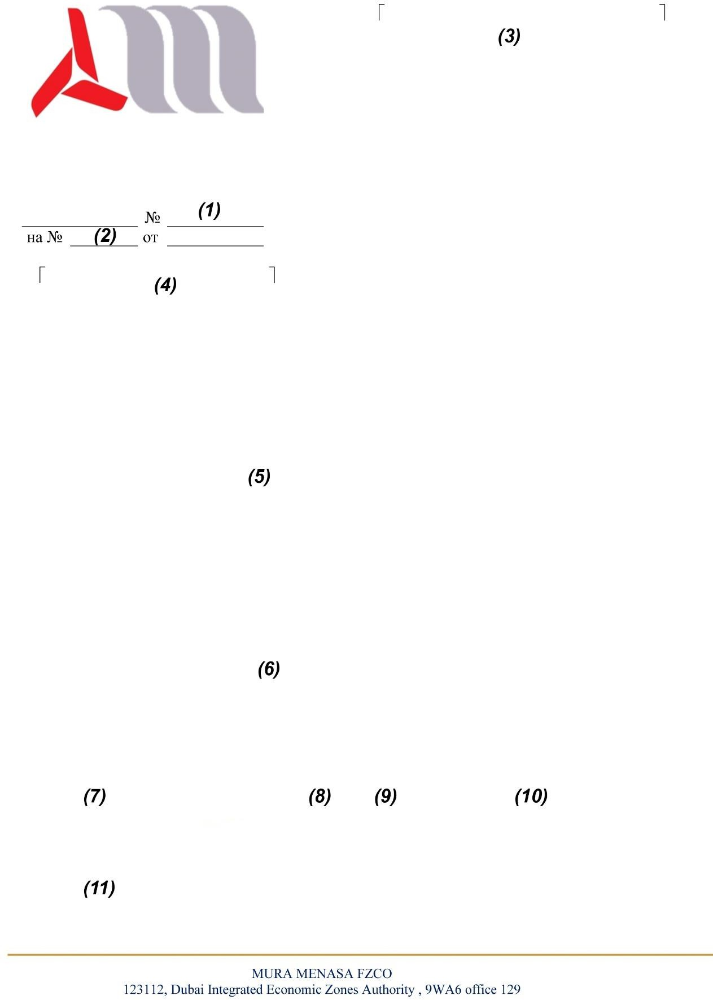 (3)
№ (1)
на № (2) от
(4)
(5)
(6)
(7) (8) (9) (10)
(11)
MURA MENASA FZCO
123112, Dubai Integrated Economic Zones Authority , 9WA6 office 129